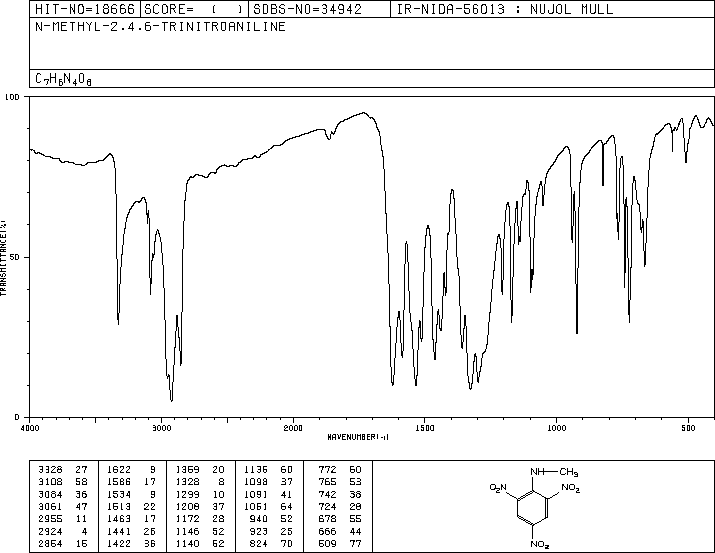 HIT-NO=18666 SCORE= ( ) SDBS-NO=34942 IR-NIDA-56013 : NUJOL MULL
N-METHYL-2,4,6-TRINITROANILINE
C7H6N4O6
100
50
0
TRANSMITTANCE(%)
4000 3000 2000 1500 1000 500
WAVENUMBER(-1)
3328 27 1622 9 1359 20 1136 60 772 60
3108 58 1586 17 1328 8 1098 37 765 53
3084 36 1534 9 1299 10 1091 41 742 38
3061 47 1513 22 1208 37 1051 64 724 28
2955 11 1463 17 1172 28 940 52 678 55
2924 4 1441 26 1146 52 923 25 666 44
2854 15 1422 36 1140 52 824 70 509 77
NH—CH3
O2N NO2
NO2